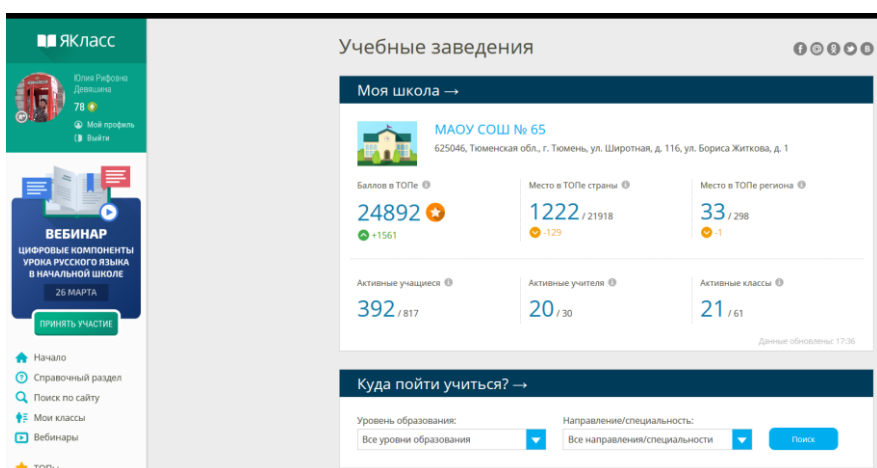 ЯКласс
Юлия Рифовна
Девяшина
78
Мой профиль
Выйти
ВЕБИНАР
ЦИФРОВЫЕ КОМПОНЕНТЫ
УРОКА РУССКОГО ЯЗЫКА
В НАЧАЛЬНОЙ ШКОЛЕ
26 МАРТА
ПРИНЯТЬ УЧАСТИЕ
Начало
Справочный раздел
Поиск по сайту
Мои классы
Вебинары
ТОПы
Учебные заведения
Моя школа →
МАОУ СОШ № 65
625046, Тюменская обл., г. Тюмень, ул. Широтная, д. 116, ул. Бориса Житкова, д. 1
Баллов в ТОПе
24892
+1561
Место в ТОПе страны
1222 / 21918
-129
Место в ТОПе региона
33 / 298
-1
Активные учащиеся
392 / 817
Активные учителя
20 / 30
Активные классы
21 / 61
Данные обновлены: 17:36
Куда пойти учиться? →
Уровень образования:
Все уровни образования
Направление/специальность:
Все направления/специальности
Поиск